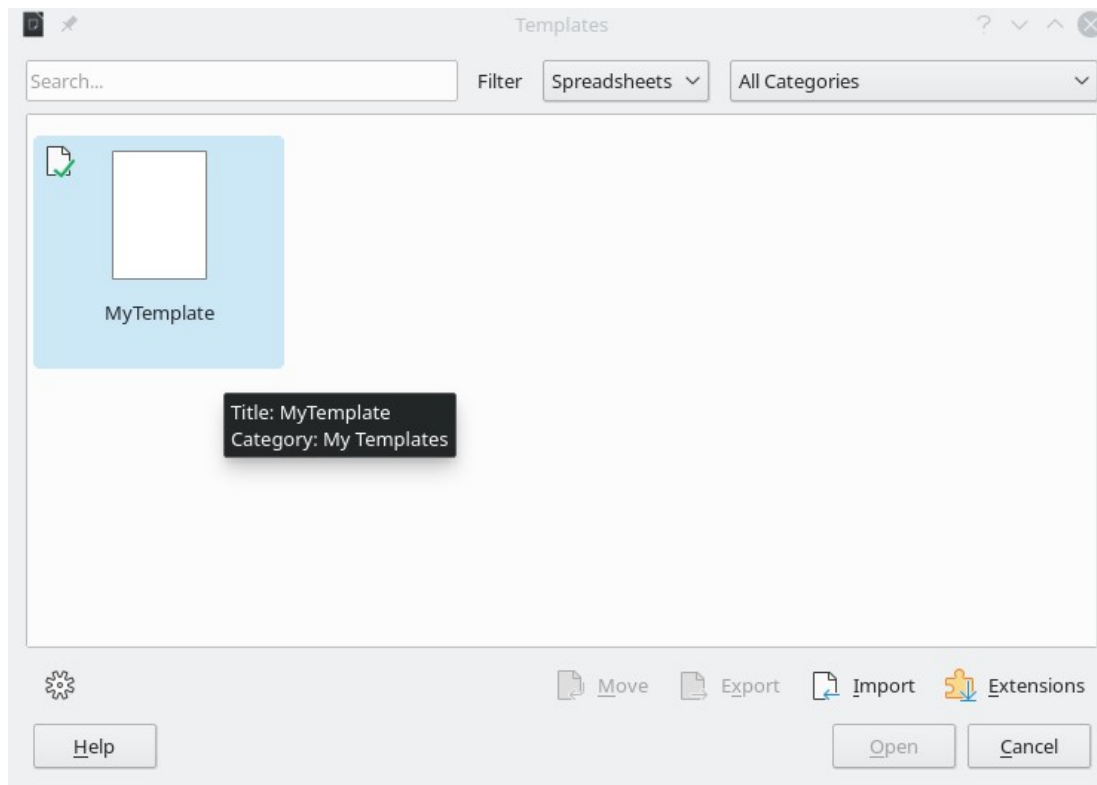 Templates
Search...
Filter
Spreadsheets
All Categories
MyTemplate
Title: MyTemplate
Category: My Templates
Move
Export
Import
Extensions
Help
Open
Cancel